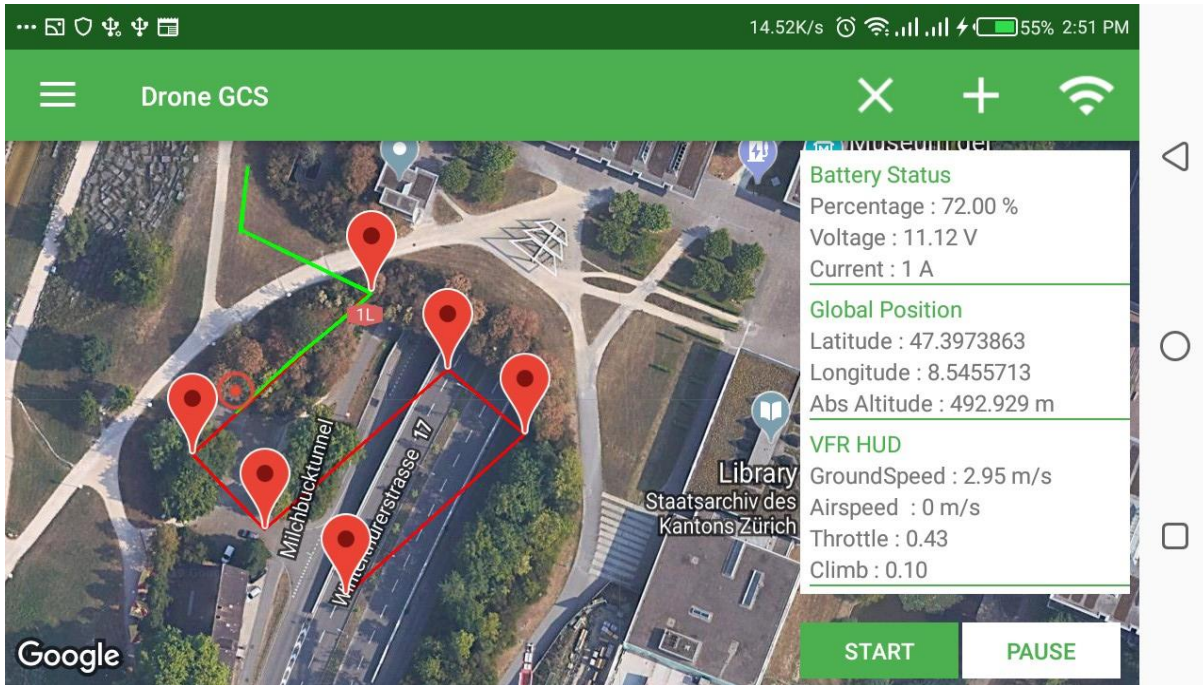 14.52K/s 55% 2:51 PM
Drone GCS
Museum der
Battery Status
Percentage : 72.00 %
Voltage : 11.12 V
Current : 1 A
Global Position
Latitude : 47.3973863
Longitude : 8.5455713
Abs Altitude : 492.929 m
VFR HUD
GroundSpeed : 2.95 m/s
Airspeed : 0 m/s
Throttle : 0.43
Climb : 0.10
1L
Milchbucktunnel
Winterthurerstrasse 17
Library
Staatsarchiv des
Kantons Zürich
Google
START
PAUSE